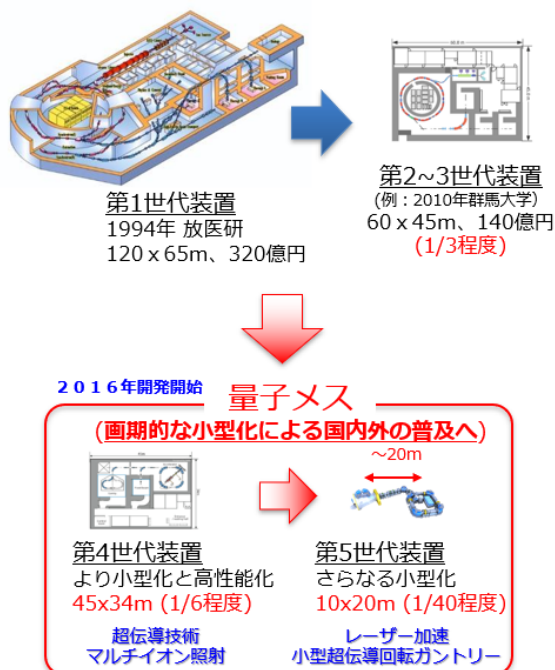 第1世代装置
1994年 放医研
120 x 65m、320億円
第2~3世代装置
(例：2010年群馬大学)
60 x 45m、140億円
(1/3程度)
２０１６年開発開始
量子メス
(画期的な小型化による国内外の普及へ)
～20m
第4世代装置
より小型化と高性能化
45x34m (1/6程度)
超伝導技術
マルチイオン照射
第5世代装置
さらなる小型化
10x20m (1/40程度)
レーザー加速
小型超伝導回転ガントリー